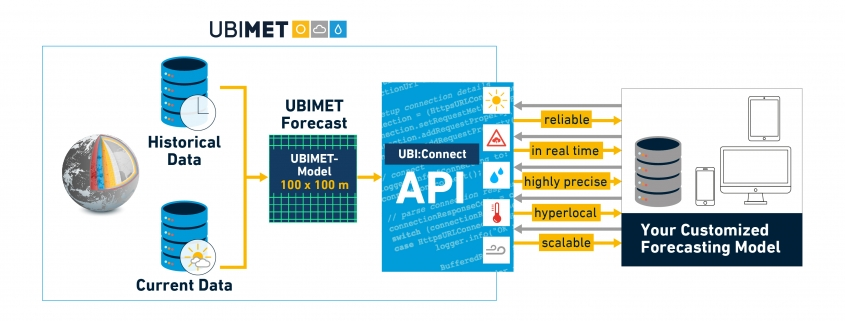 UBIMET
Historical
Data
Current Data
UBIMET
Forecast
UBIMET-
Model
100 x 100 m
UBI:Connect
API
reliable
in real time
highly precise
hyperlocal
scalable
Your Customized
Forecasting Model